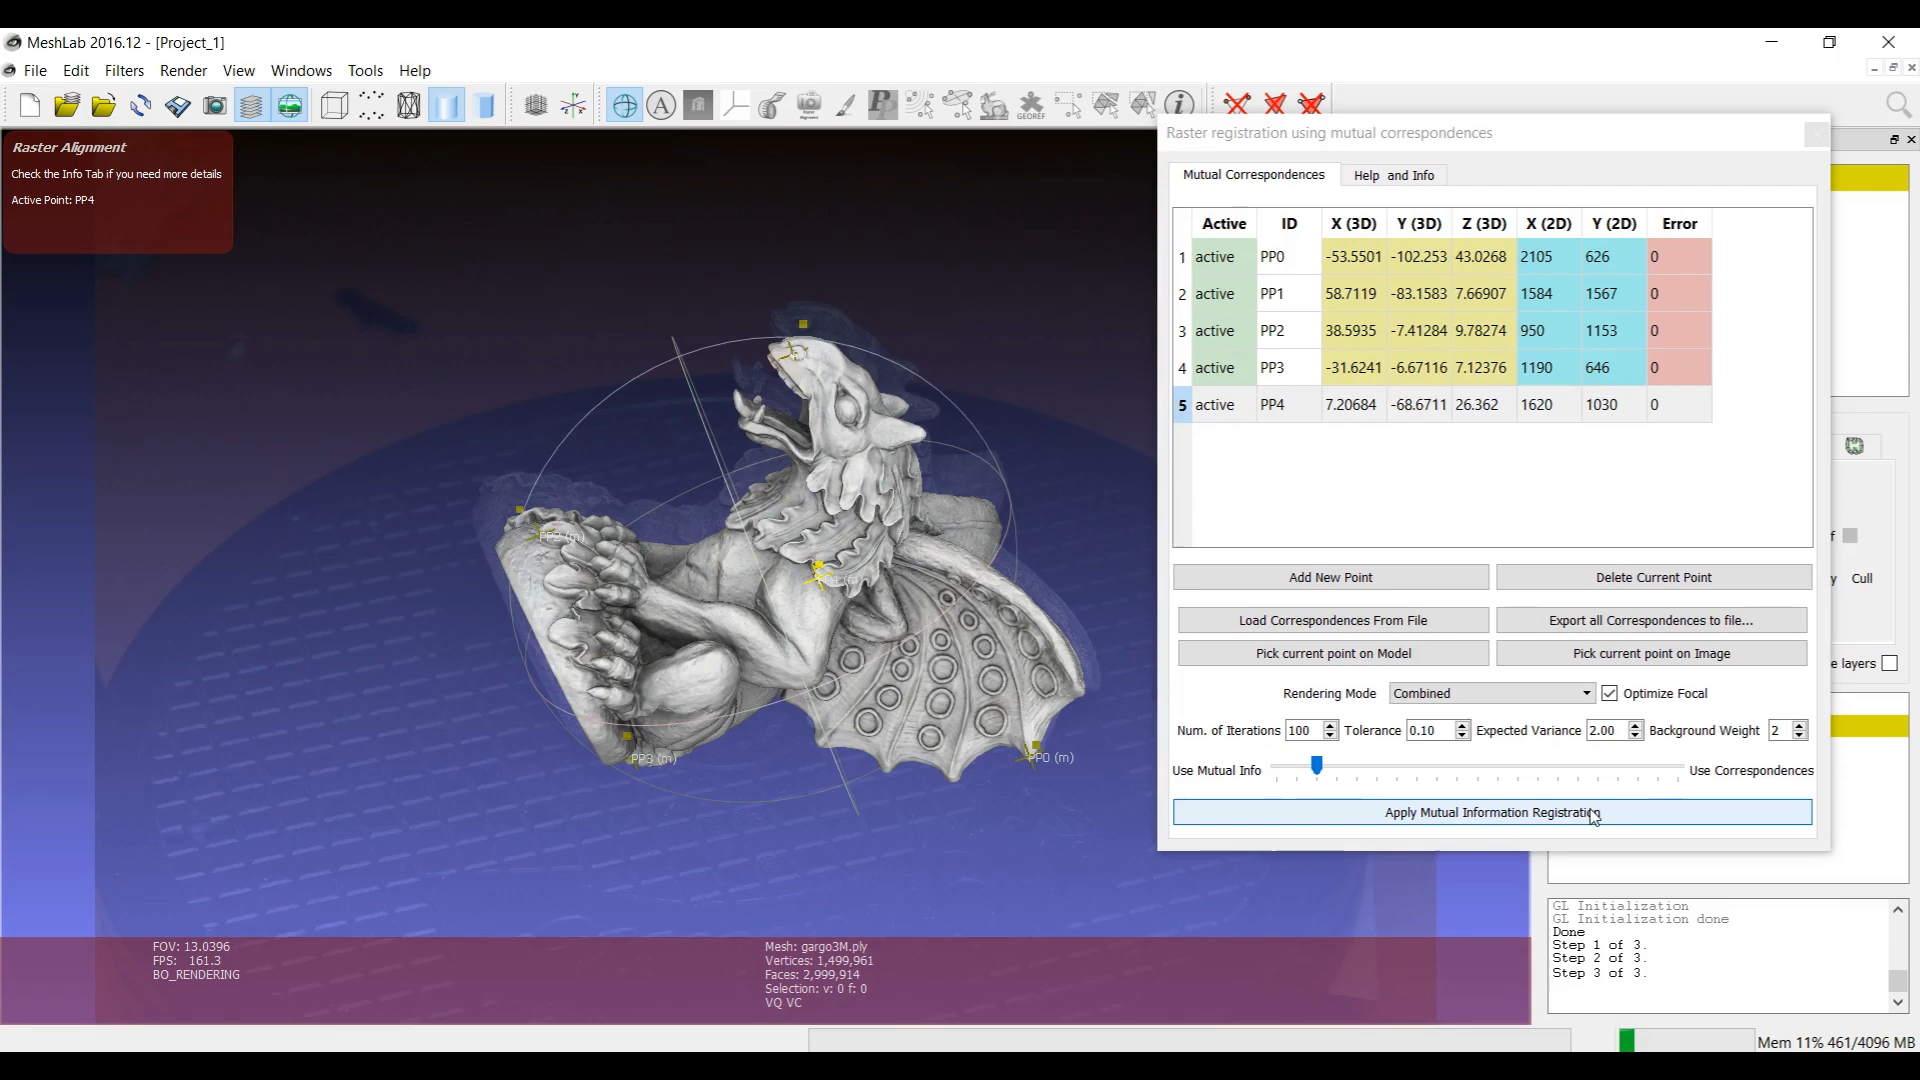 MeshLab 2016.12 - [Project_1]
File Edit Filters Render View Windows Tools Help
Raster Alignment
Check the Info Tab if you need more details
Active Point: PP4
Raster registration using mutual correspondences
Mutual Correspondences Help and Info
Active ID X (3D) Y (3D) Z (3D) X (2D) Y (2D) Error
1 active PP0 -53.5501 -102.253 43.0268 2105 626 0
2 active PP1 58.7119 -83.1583 7.66907 1584 1567 0
3 active PP2 38.5935 -7.41284 9.78274 950 1153 0
4 active PP3 -31.6241 -6.67116 7.12376 1190 646 0
5 active PP4 7.20684 -68.6711 26.362 1620 1030 0
Add New Point Delete Current Point
Load Correspondences From File Export all Correspondences to file...
Pick current point on Model Pick current point on Image
Rendering Mode Combined Optimize Focal
Num. of Iterations 100 Tolerance 0.10 Expected Variance 2.00 Background Weight 2
Use Mutual Info Use Correspondences
Apply Mutual Information Registration
Cull
e layers
PP2 (m)
PP3 (m)
PP0 (m)
GL Initialization
GL Initialization done
Done
Step 1 of 3.
Step 2 of 3.
Step 3 of 3.
FOV: 13.0396
FPS: 161.3
BO_RENDERING
Mesh: gargo3M.ply
Vertices: 1,499,961
Faces: 2,999,914
Selection: v: 0 f: 0
VQ VC
Mem 11% 461/4096 MB